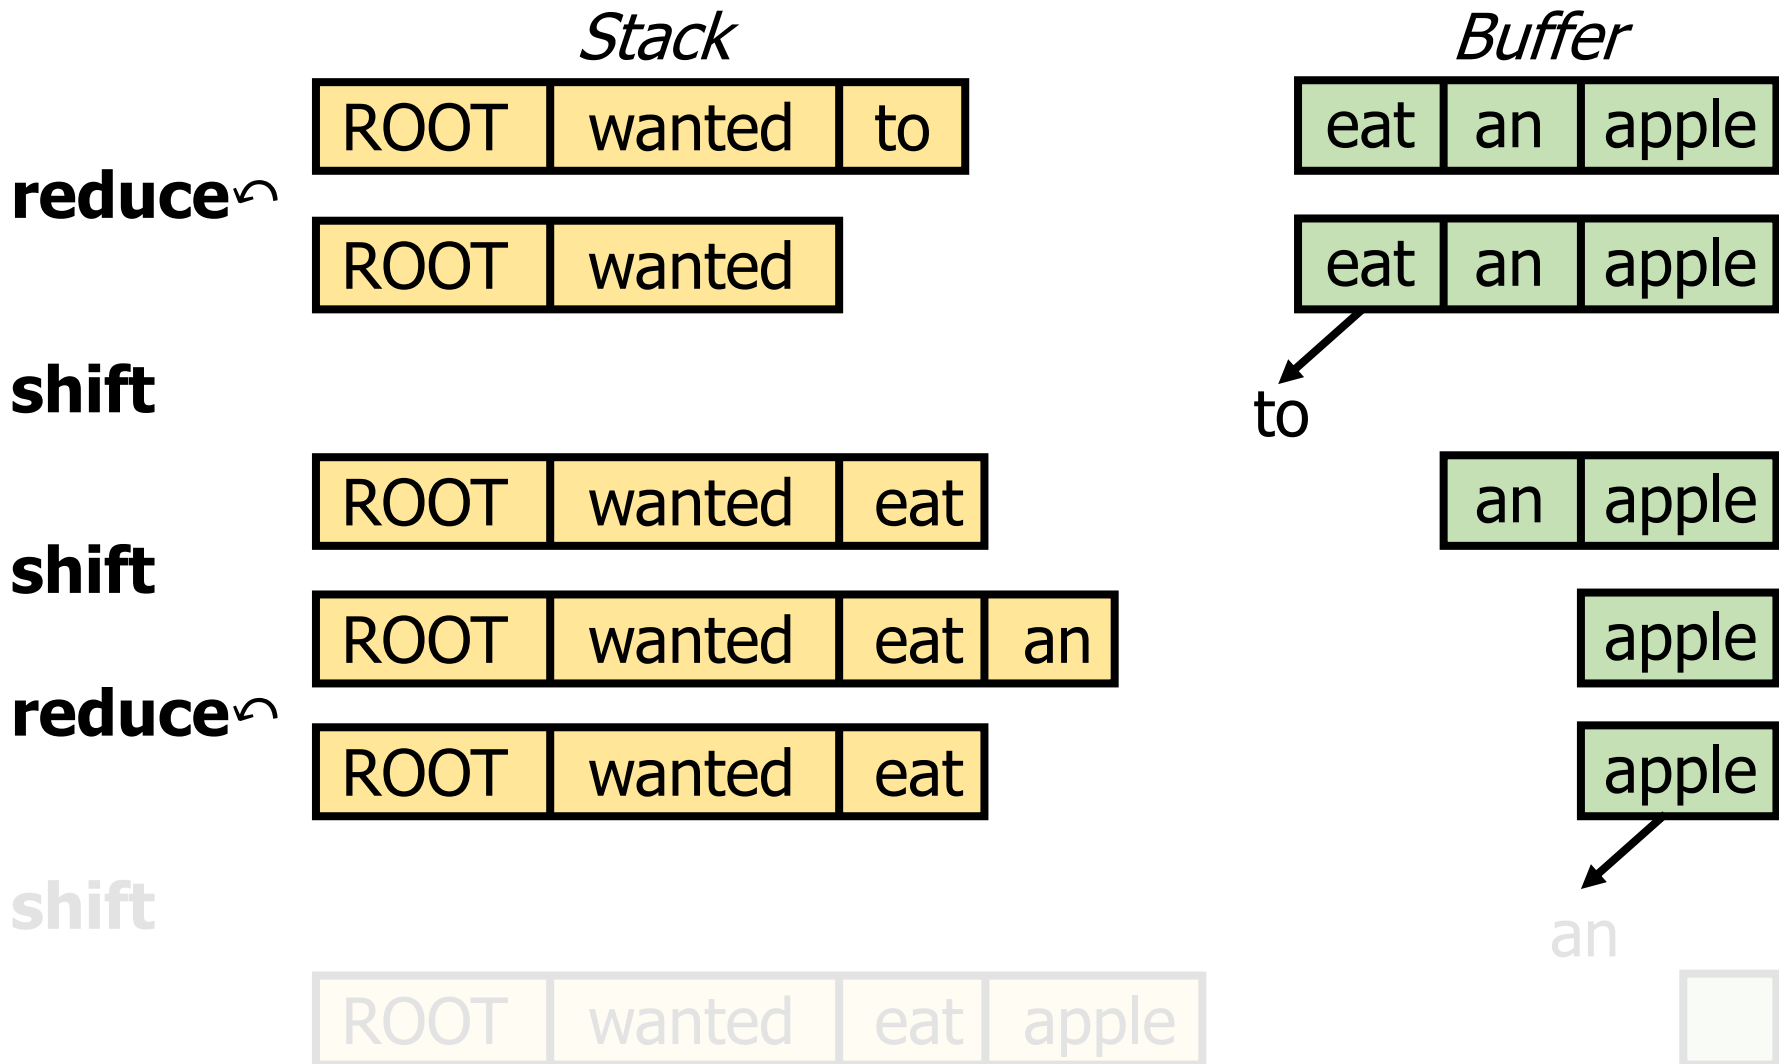 Stack Buffer
ROOT wanted to eat an apple
reduce
ROOT wanted eat an apple
shift
to
ROOT wanted eat an apple
shift
ROOT wanted eat an apple
reduce
ROOT wanted eat apple
shift
an
ROOT wanted eat apple